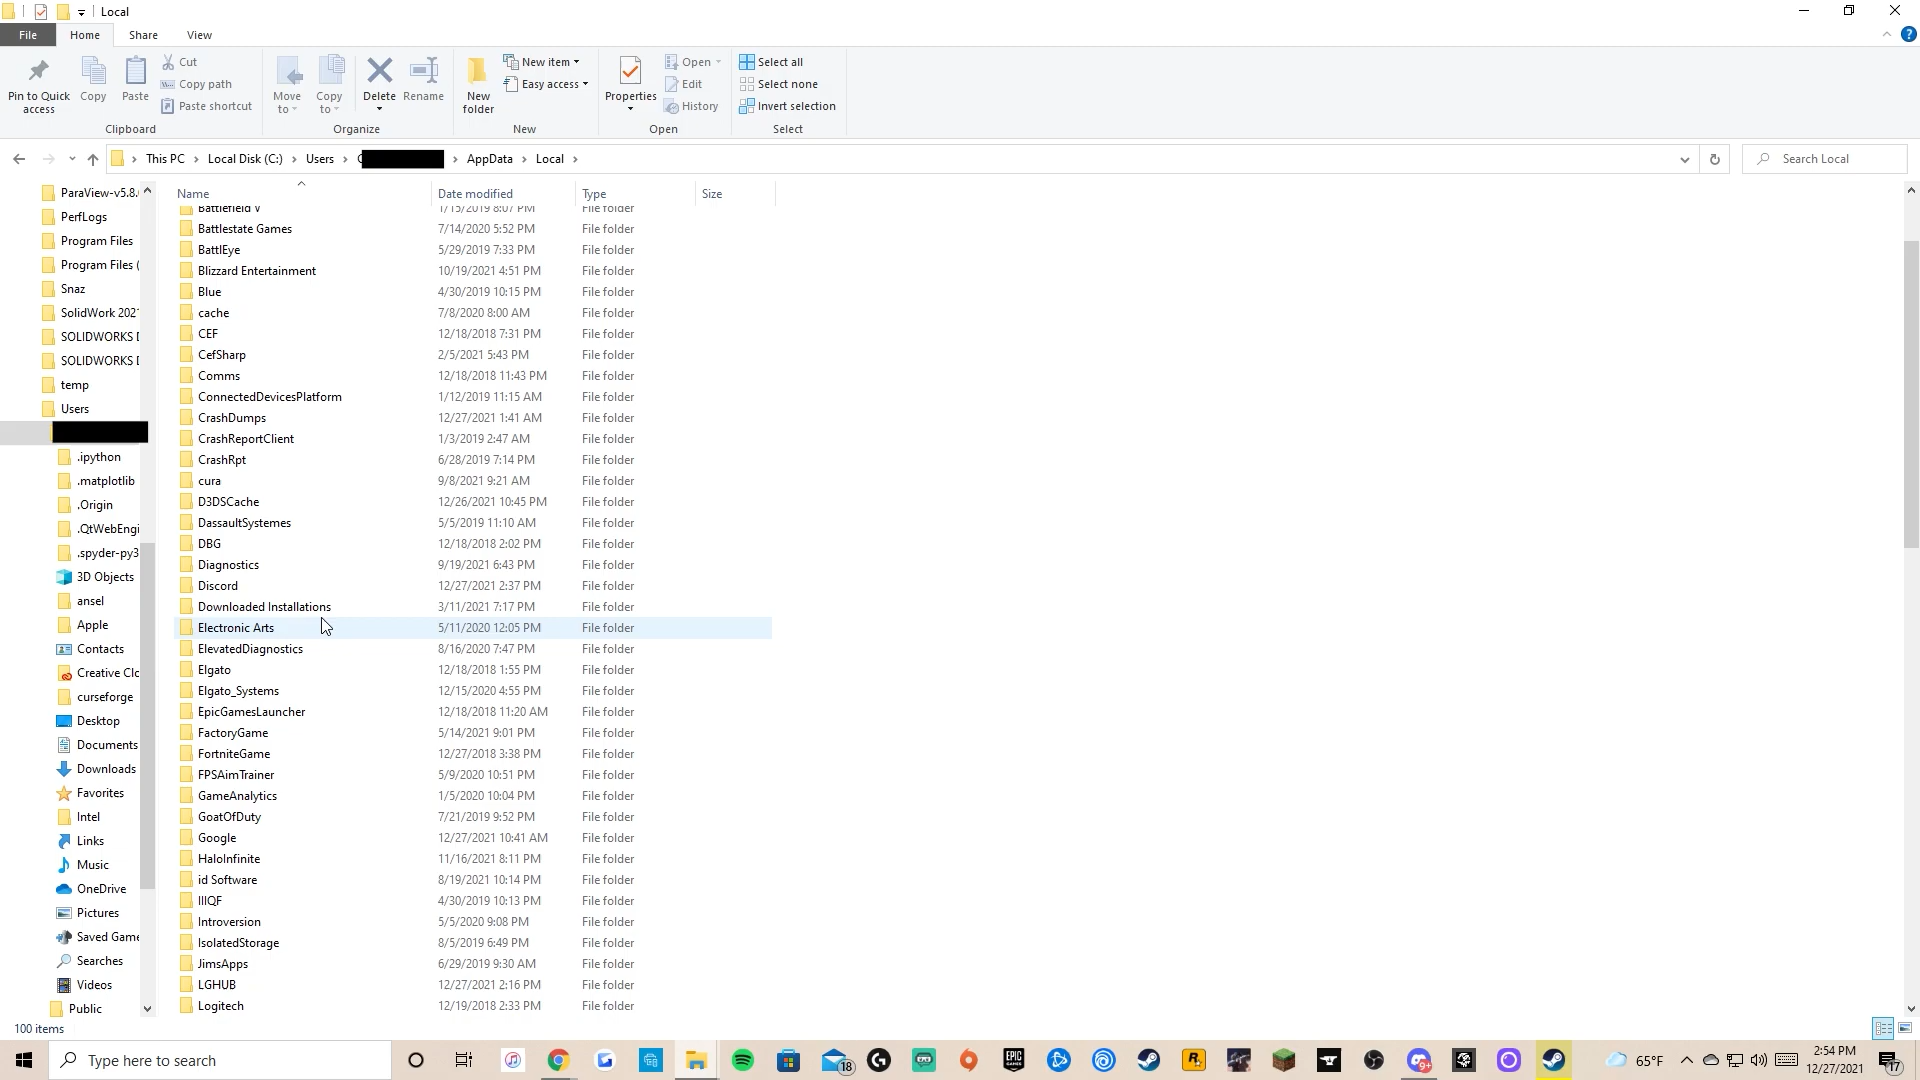 Local
File Home Share View
Pin to Quick access
Copy
Paste
Cut
Copy path
Paste shortcut
Clipboard
Move to
Copy to
Delete
Rename
Organize
New folder
New item
Easy access
New
Properties
Open
Edit
History
Open
Select all
Select none
Invert selection
Select
This PC Local Disk (C:) Users AppData Local
Search Local
Name Date modified Type Size
ParaView-v5.8.
PerfLogs
Program Files
Program Files (
Snaz
SolidWork 202
SOLIDWORKS D
SOLIDWORKS D
temp
Users
.ipython
.matplotlib
.Origin
.QtWebEngi
.spyder-py3
3D Objects
ansel
Apple
Contacts
Creative Clo
curseforge
Desktop
Documents
Downloads
Favorites
Intel
Links
Music
OneDrive
Pictures
Saved Game
Searches
Videos
Public
Battlefield V 1/15/2019 8:07 PM File folder
Battlestate Games 7/14/2020 5:52 PM File folder
BattlEye 5/29/2019 7:33 PM File folder
Blizzard Entertainment 10/19/2021 4:51 PM File folder
Blue 4/30/2019 10:15 PM File folder
cache 7/8/2020 8:00 AM File folder
CEF 12/18/2018 7:31 PM File folder
CefSharp 2/5/2021 5:43 PM File folder
Comms 12/18/2018 11:43 PM File folder
ConnectedDevicesPlatform 1/12/2019 11:15 AM File folder
CrashDumps 12/27/2021 1:41 AM File folder
CrashReportClient 1/3/2019 2:47 AM File folder
CrashRpt 6/28/2019 7:14 PM File folder
cura 9/8/2021 9:21 AM File folder
D3DSCache 12/26/2021 10:45 PM File folder
DassaultSystemes 5/5/2019 11:10 AM File folder
DBG 12/18/2018 2:02 PM File folder
Diagnostics 9/19/2021 6:43 PM File folder
Discord 12/27/2021 2:37 PM File folder
Downloaded Installations 3/11/2021 7:17 PM File folder
Electronic Arts 5/11/2020 12:05 PM File folder
ElevatedDiagnostics 8/16/2020 7:47 PM File folder
Elgato 12/18/2018 1:55 PM File folder
Elgato_Systems 12/15/2020 4:55 PM File folder
EpicGamesLauncher 12/18/2018 11:20 AM File folder
FactoryGame 5/14/2021 9:01 PM File folder
FortniteGame 12/27/2018 3:38 PM File folder
FPSAimTrainer 5/9/2020 10:51 PM File folder
GameAnalytics 1/5/2020 10:04 PM File folder
GoatOfDuty 7/21/2019 9:52 PM File folder
Google 12/27/2021 10:41 AM File folder
HaloInfinite 11/16/2021 8:11 PM File folder
id Software 8/19/2021 10:14 PM File folder
IIIQF 4/30/2019 10:13 PM File folder
Introversion 5/5/2020 9:08 PM File folder
IsolatedStorage 8/5/2019 6:49 PM File folder
JimsApps 6/29/2019 9:30 AM File folder
LGHUB 12/27/2021 2:16 PM File folder
Logitech 12/19/2018 2:33 PM File folder
100 items
Type here to search
18
EPIC GAMES
9+
65°F
2:54 PM
12/27/2021
17